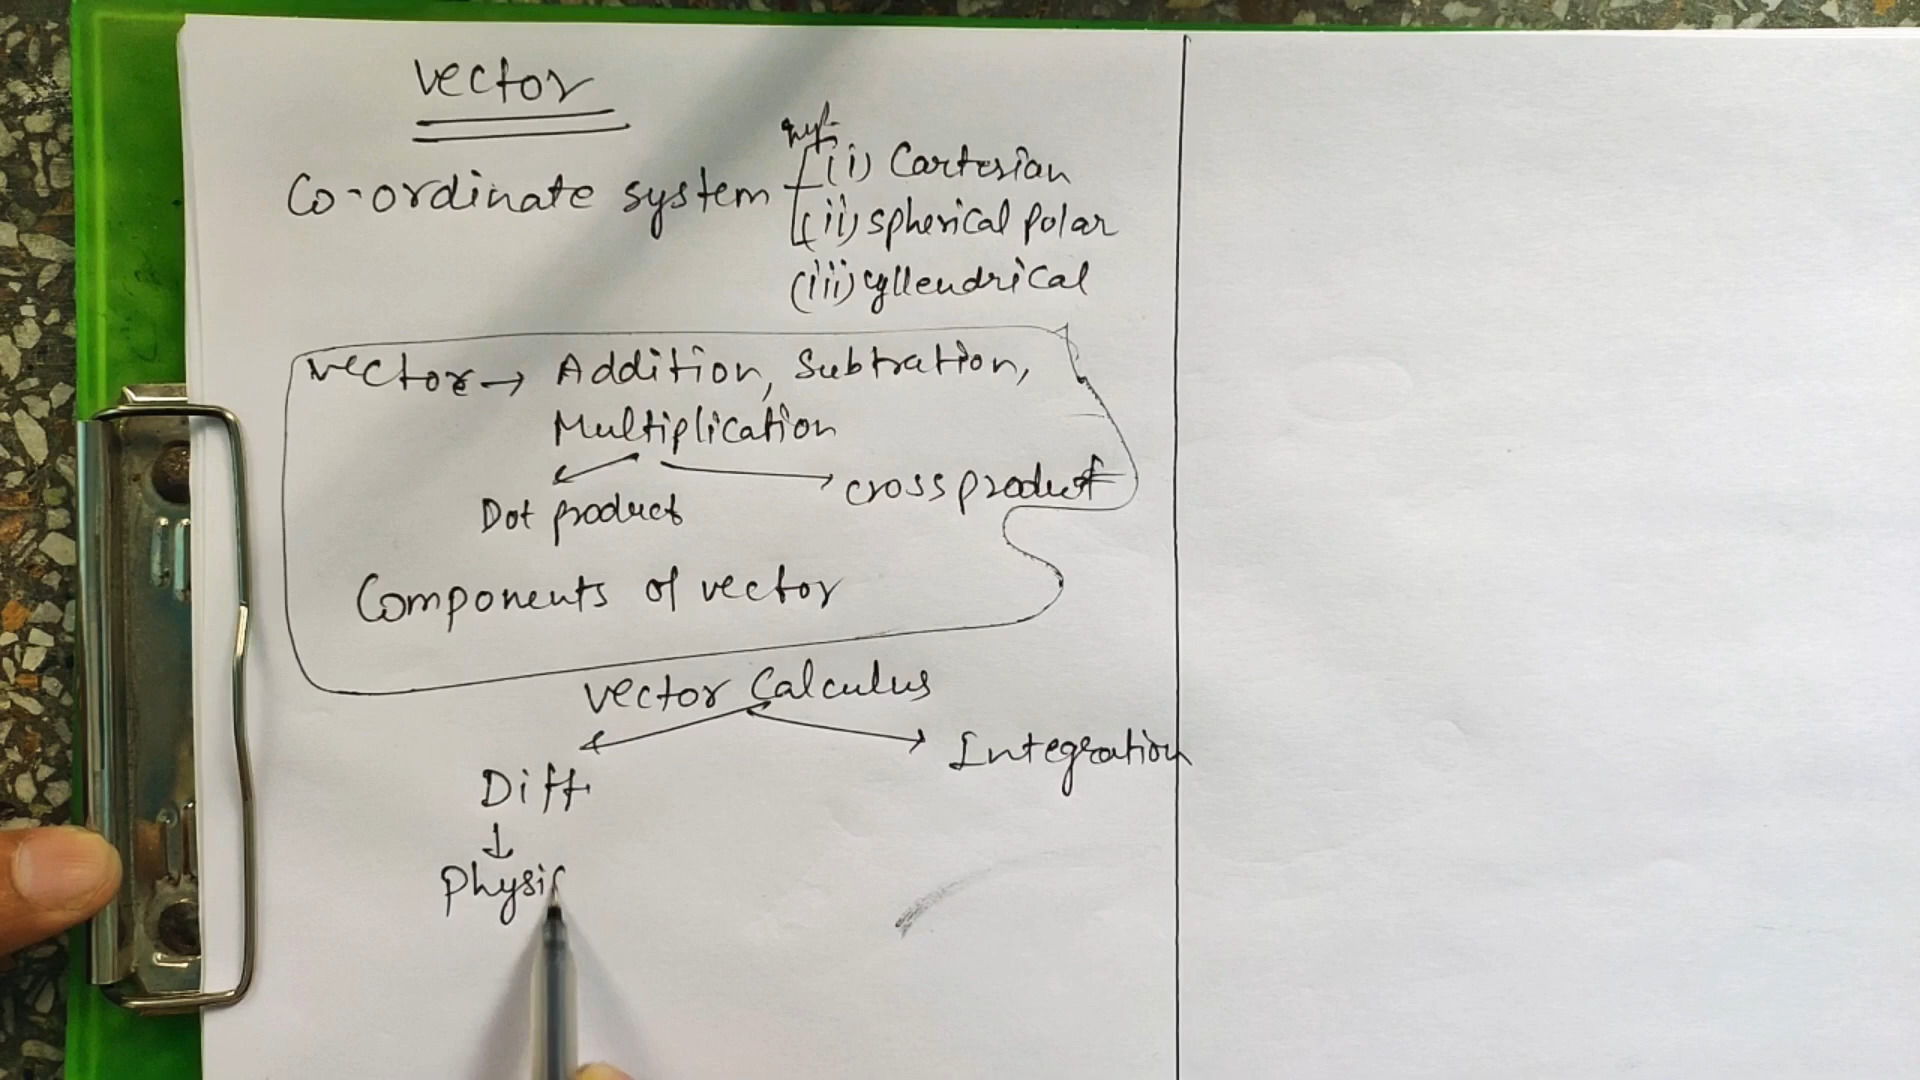 vector
Co-ordinate system
(i) Cartesian
(ii) spherical polar
(iii) cyllendrical
vector → Addition, Subtration,
Multiplication
Dot product
cross product
Components of vector
vector Calculus
Diff.
Integration
Physic